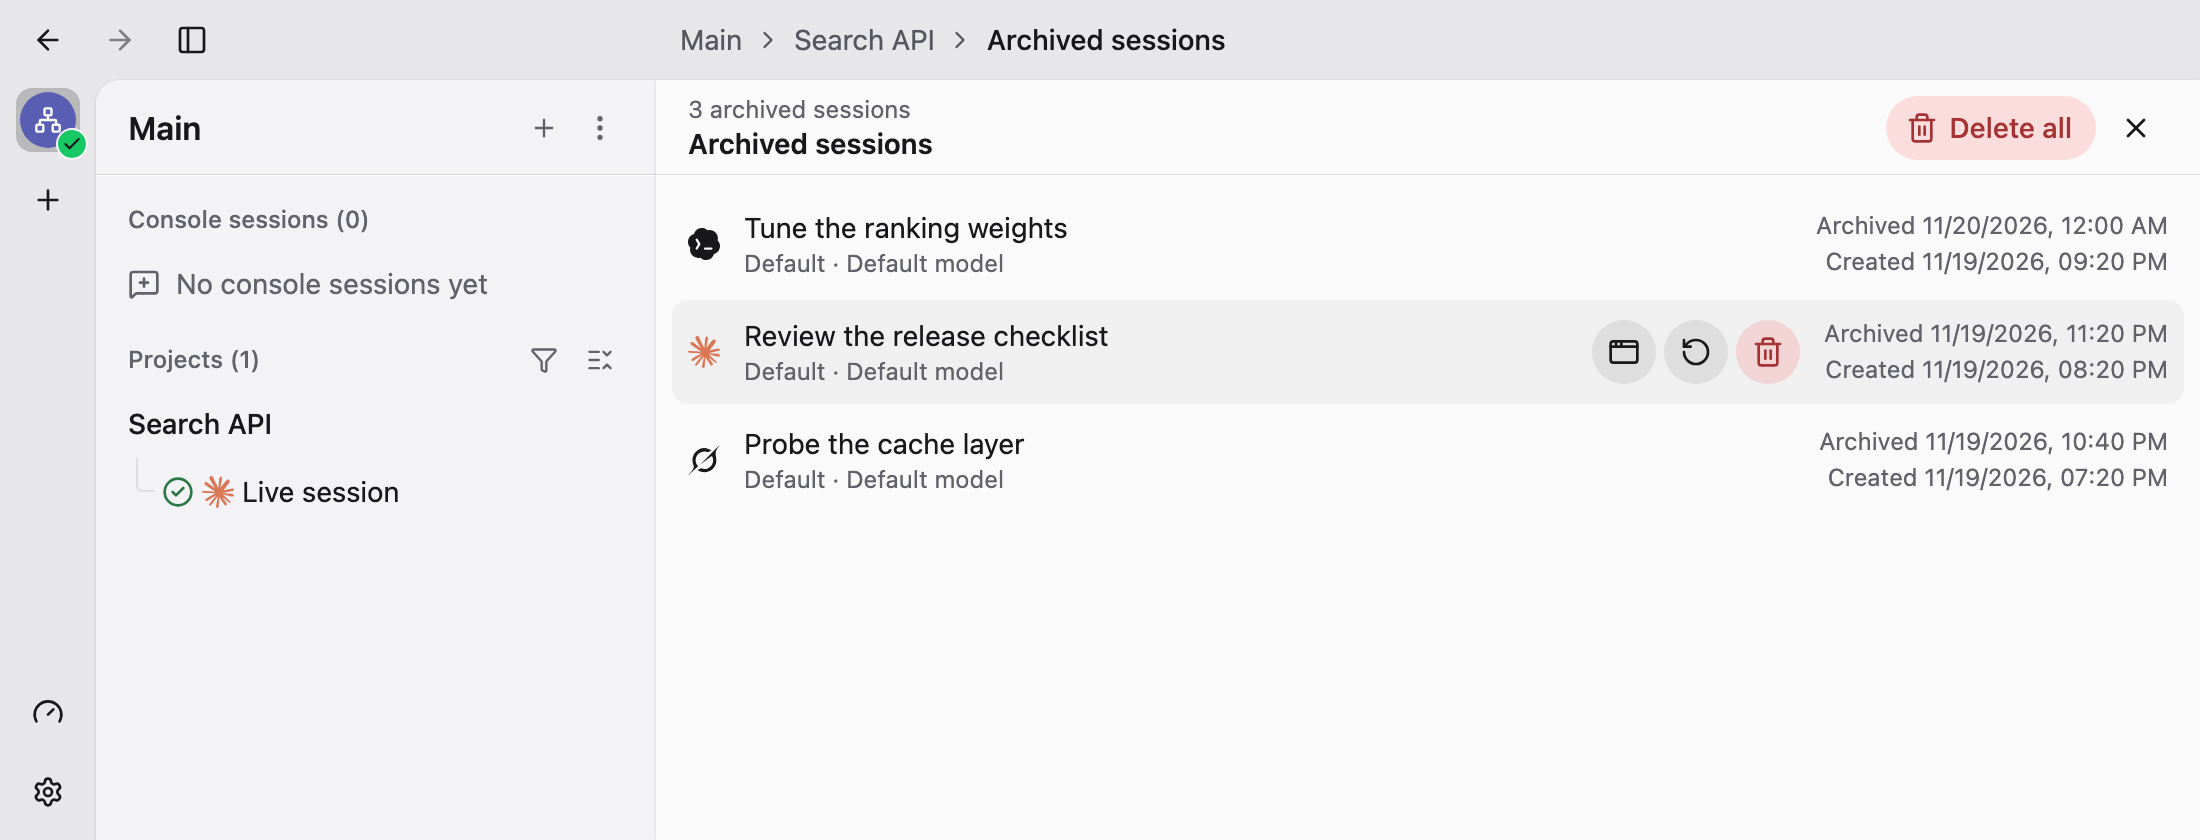 Main > Search API > Archived sessions
Main
Console sessions (0)
No console sessions yet
Projects (1)
Search API
Live session
3 archived sessions
Archived sessions
Delete all
Tune the ranking weights
Default · Default model
Archived 11/20/2026, 12:00 AM
Created 11/19/2026, 09:20 PM
Review the release checklist
Default · Default model
Archived 11/19/2026, 11:20 PM
Created 11/19/2026, 08:20 PM
Probe the cache layer
Default · Default model
Archived 11/19/2026, 10:40 PM
Created 11/19/2026, 07:20 PM